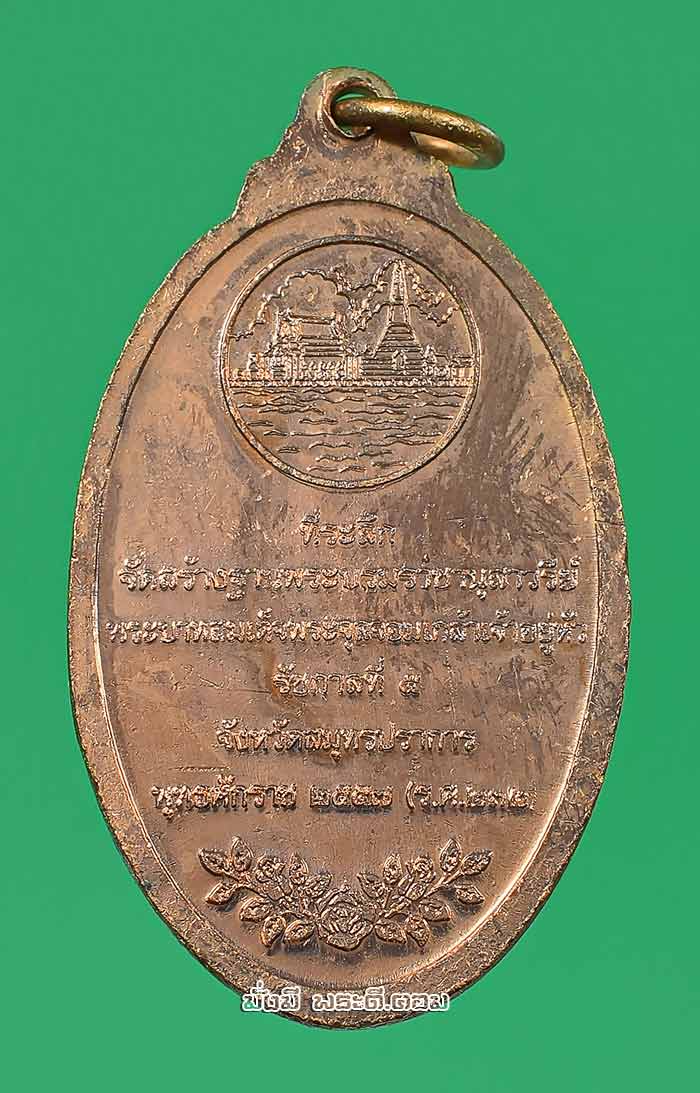 ที่ระลึก
จัดสร้างฐานพระบรมราชานุสาวรีย์
พระบาทสมเด็จพระจุลจอมเกล้าเจ้าอยู่หัว
รัชกาลที่ ๕
จังหวัดสมุทรปราการ
พุทธศักราช ๒๕๕๗ (ร.ศ.๒๓๒)
มั่งมี พระดี.คอม